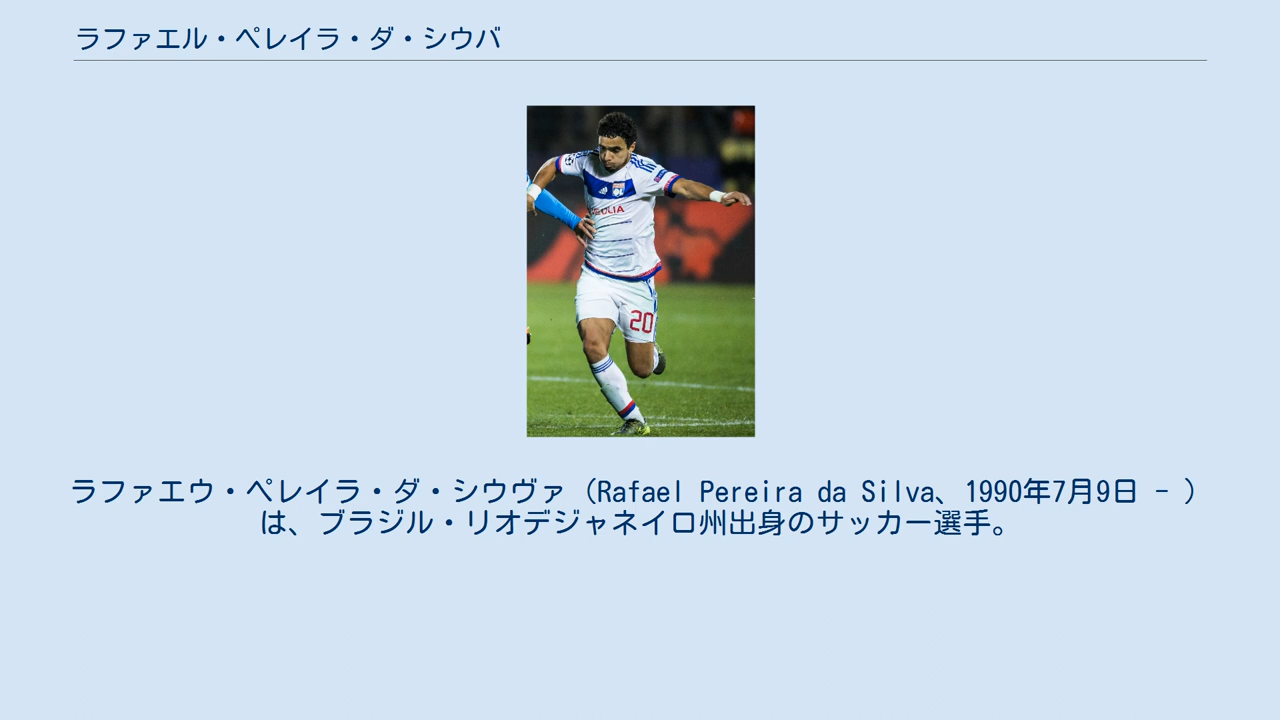 ラファエル・ペレイラ・ダ・シウバ
20
ラファエウ・ペレイラ・ダ・シウヴァ（Rafael Pereira da Silva、1990年7月9日 - ）
は、ブラジル・リオデジャネイロ州出身のサッカー選手。